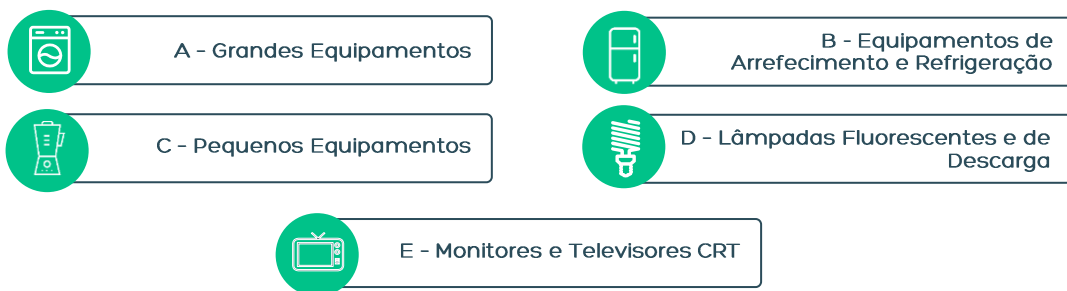 A - Grandes Equipamentos
B - Equipamentos de
Arrefecimento e Refrigeração
C - Pequenos Equipamentos
D - Lâmpadas Fluorescentes e de
Descarga
E - Monitores e Televisores CRT